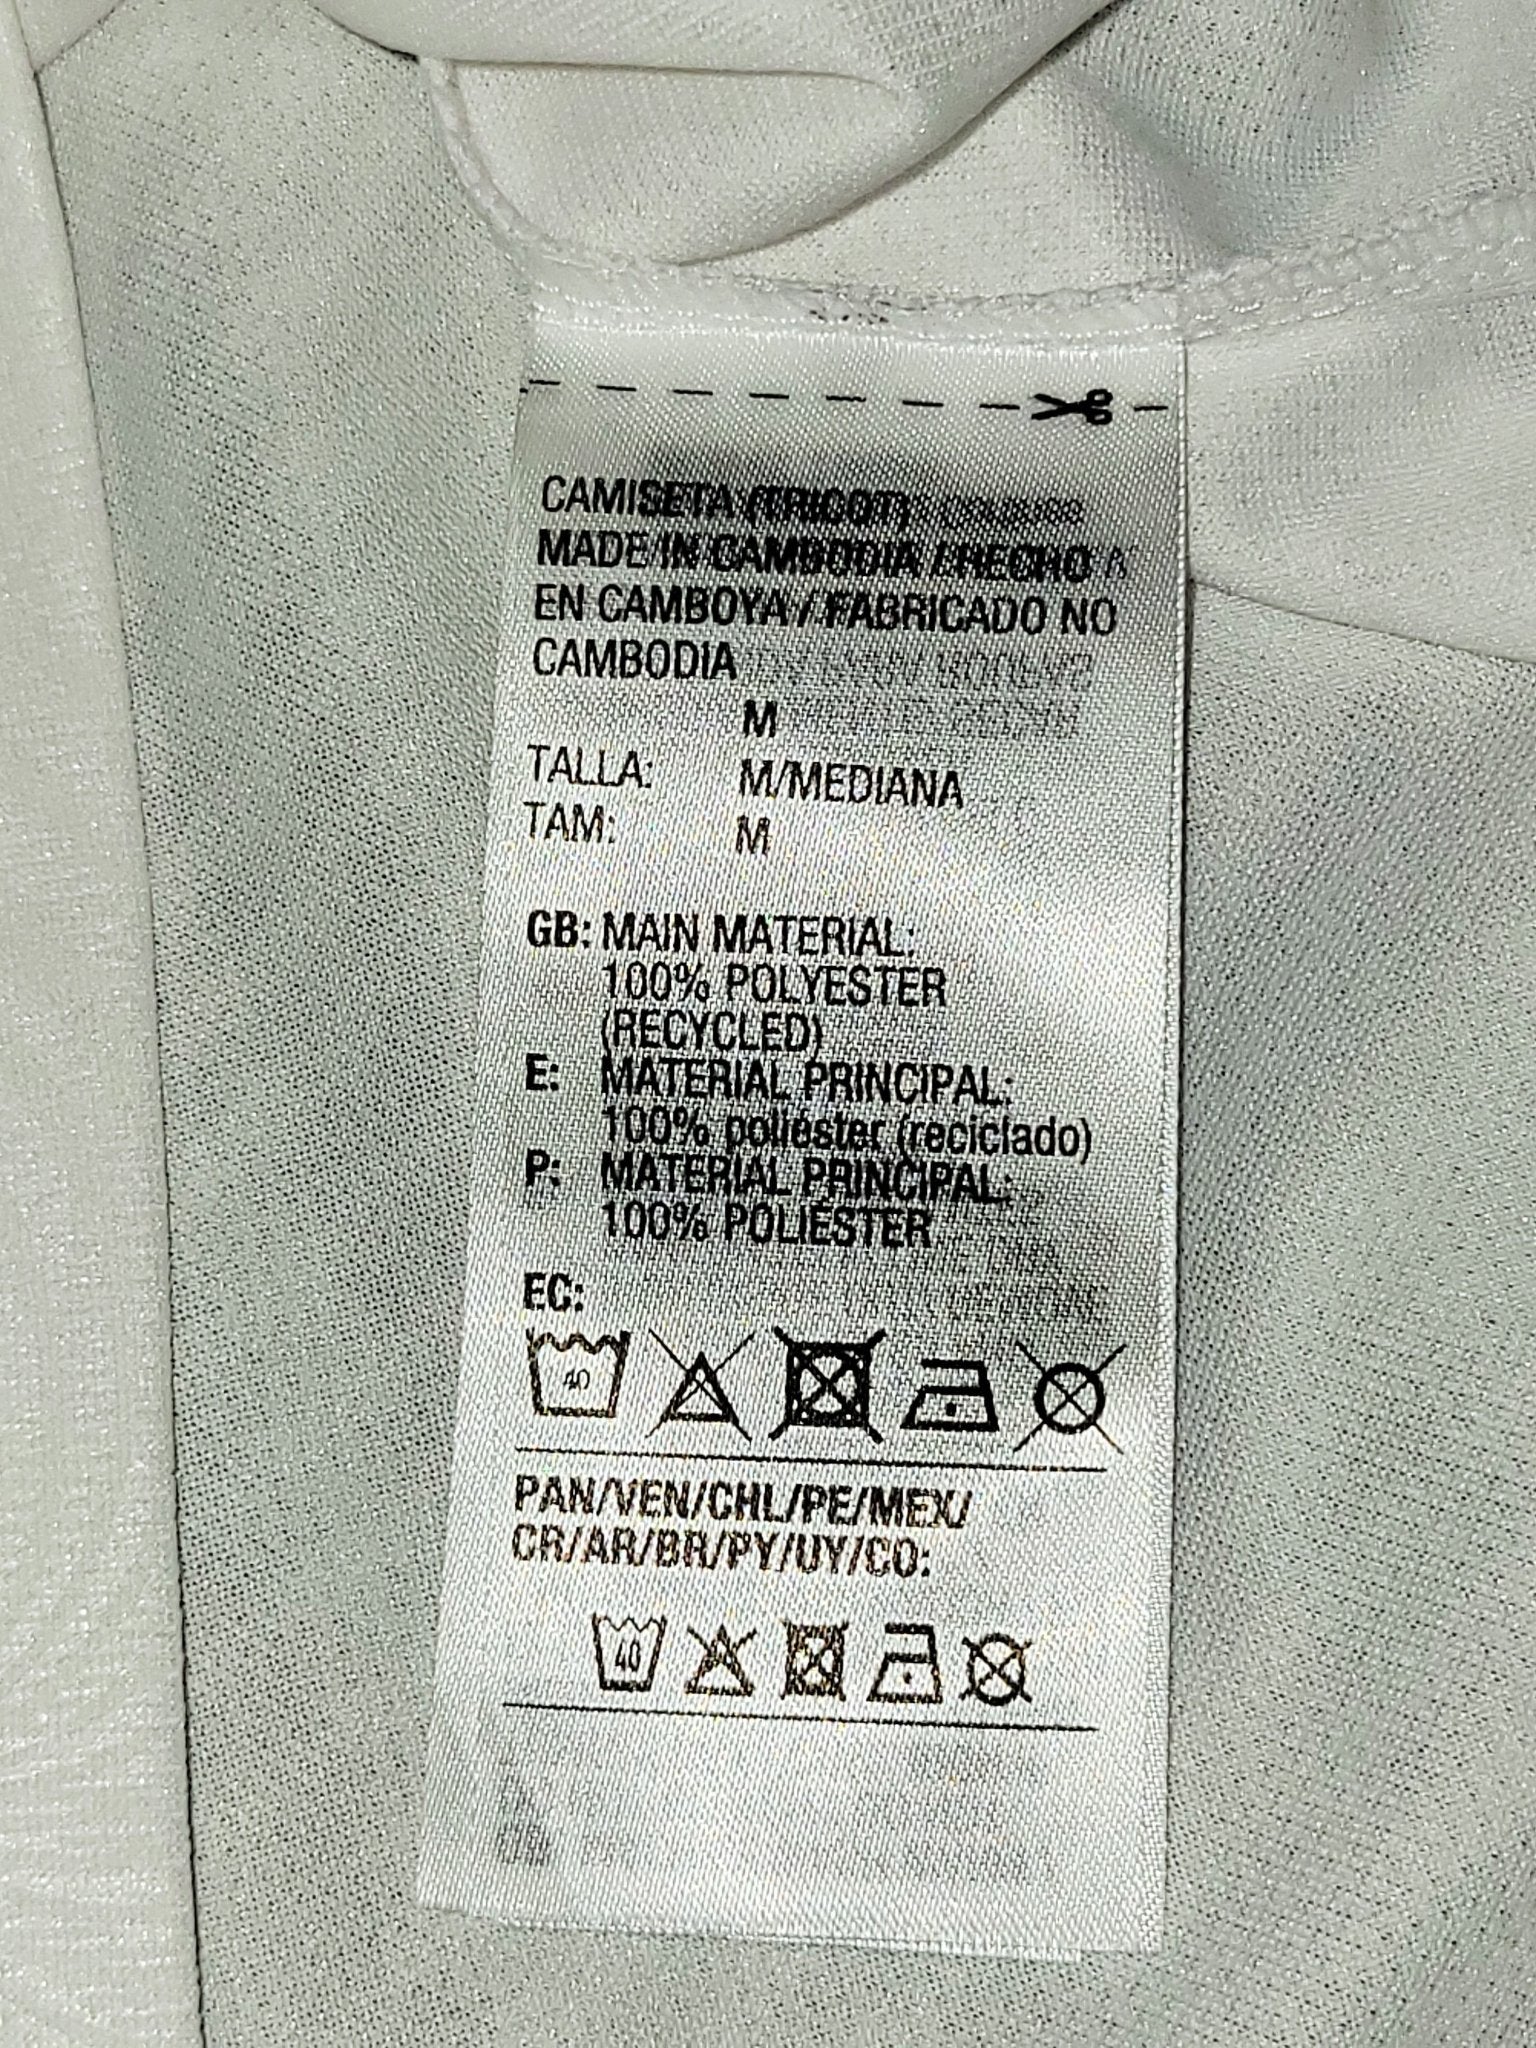 CAMISETA (TRICOT)
MADE IN CAMBODIA / HECHO
EN CAMBOYA / FABRICADO NO
CAMBODIA
M
TALLA: M/MEDIANA
TAM: M
GB: MAIN MATERIAL:
100% POLYESTER
(RECYCLED)
E: MATERIAL PRINCIPAL:
100% poliéster (reciclado)
P: MATERIAL PRINCIPAL:
100% POLIÉSTER
EC:
40
PAN/VEN/CHL/PE/MEX/
CR/AR/BR/PY/UY/CO:
40